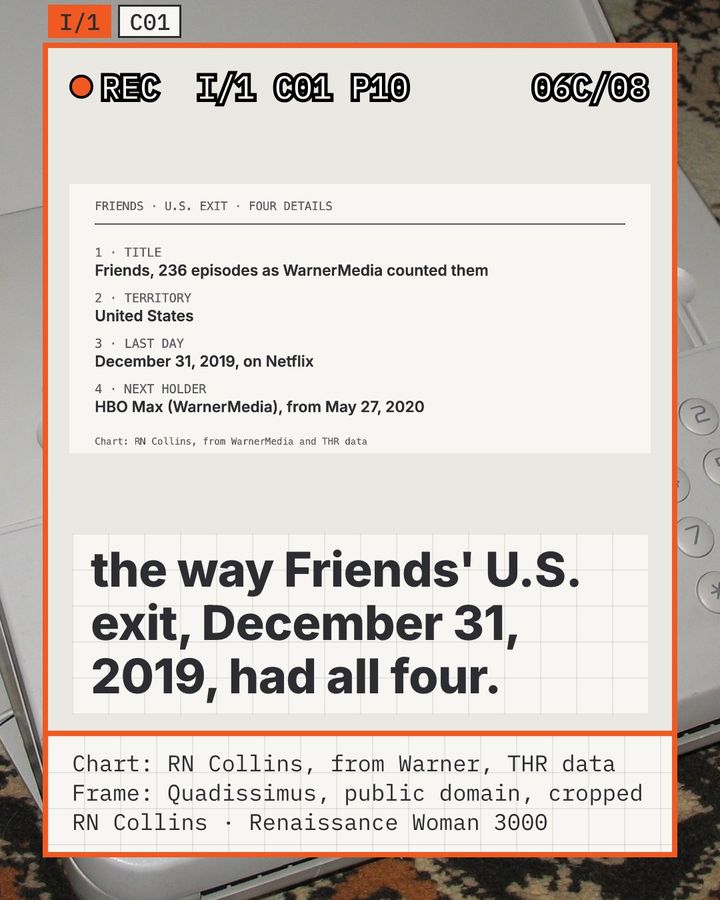 I/1 C01
REC I/1 C01 P10 06C/08
FRIENDS · U.S. EXIT · FOUR DETAILS
1 · TITLE
Friends, 236 episodes as WarnerMedia counted them
2 · TERRITORY
United States
3 · LAST DAY
December 31, 2019, on Netflix
4 · NEXT HOLDER
HBO Max (WarnerMedia), from May 27, 2020
Chart: RN Collins, from WarnerMedia and THR data
the way Friends' U.S.
exit, December 31,
2019, had all four.
Chart: RN Collins, from Warner, THR data
Frame: Quadissimus, public domain, cropped
RN Collins · Renaissance Woman 3000
2
7
*